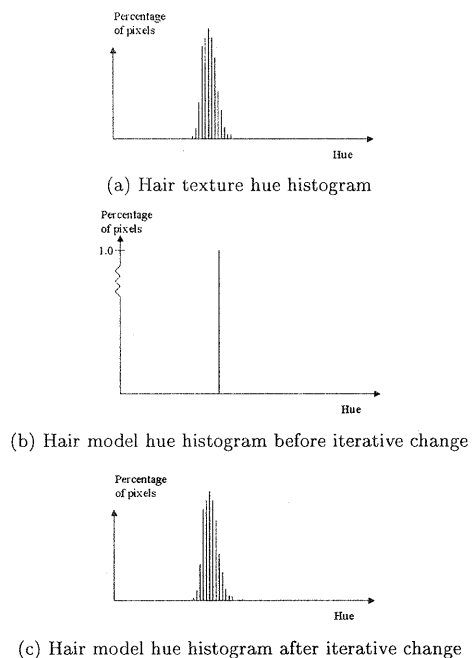 Percentage
of pixels
Hue
(a) Hair texture hue histogram
Percentage
of pixels
1.0
Hue
(b) Hair model hue histogram before iterative change
Percentage
of pixels
Hue
(c) Hair model hue histogram after iterative change